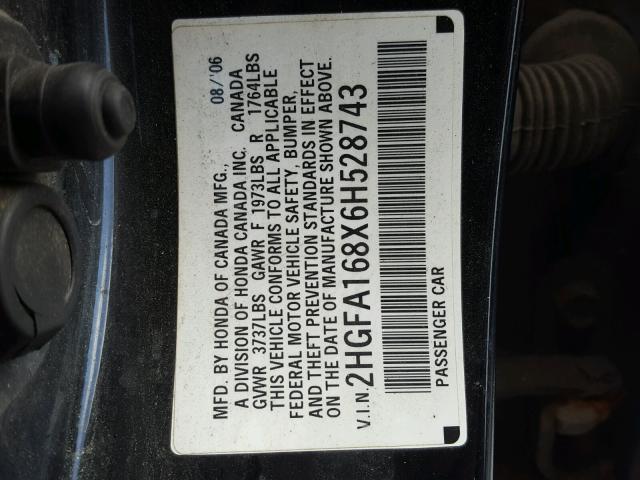 MFD. BY HONDA OF CANADA MFG., 08/'06
A DIVISION OF HONDA CANADA INC. CANADA
GVWR 3737LBS GAWR F 1973LBS R 1764LBS
THIS VEHICLE CONFORMS TO ALL APPLICABLE
FEDERAL MOTOR VEHICLE SAFETY, BUMPER,
AND THEFT PREVENTION STANDARDS IN EFFECT
ON THE DATE OF MANUFACTURE SHOWN ABOVE.
V.I.N. 2HGFA168X6H528743
PASSENGER CAR